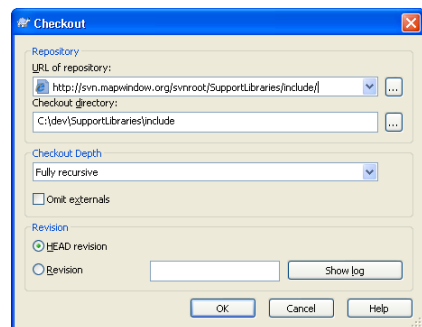 Checkout
Repository
URL of repository:
http://svn.mapwindow.org/svnroot/SupportLibraries/include/
...
Checkout directory:
C:\dev\SupportLibraries\include
...
Checkout Depth
Fully recursive
Omit externals
Revision
HEAD revision
Revision
Show log
OK Cancel Help